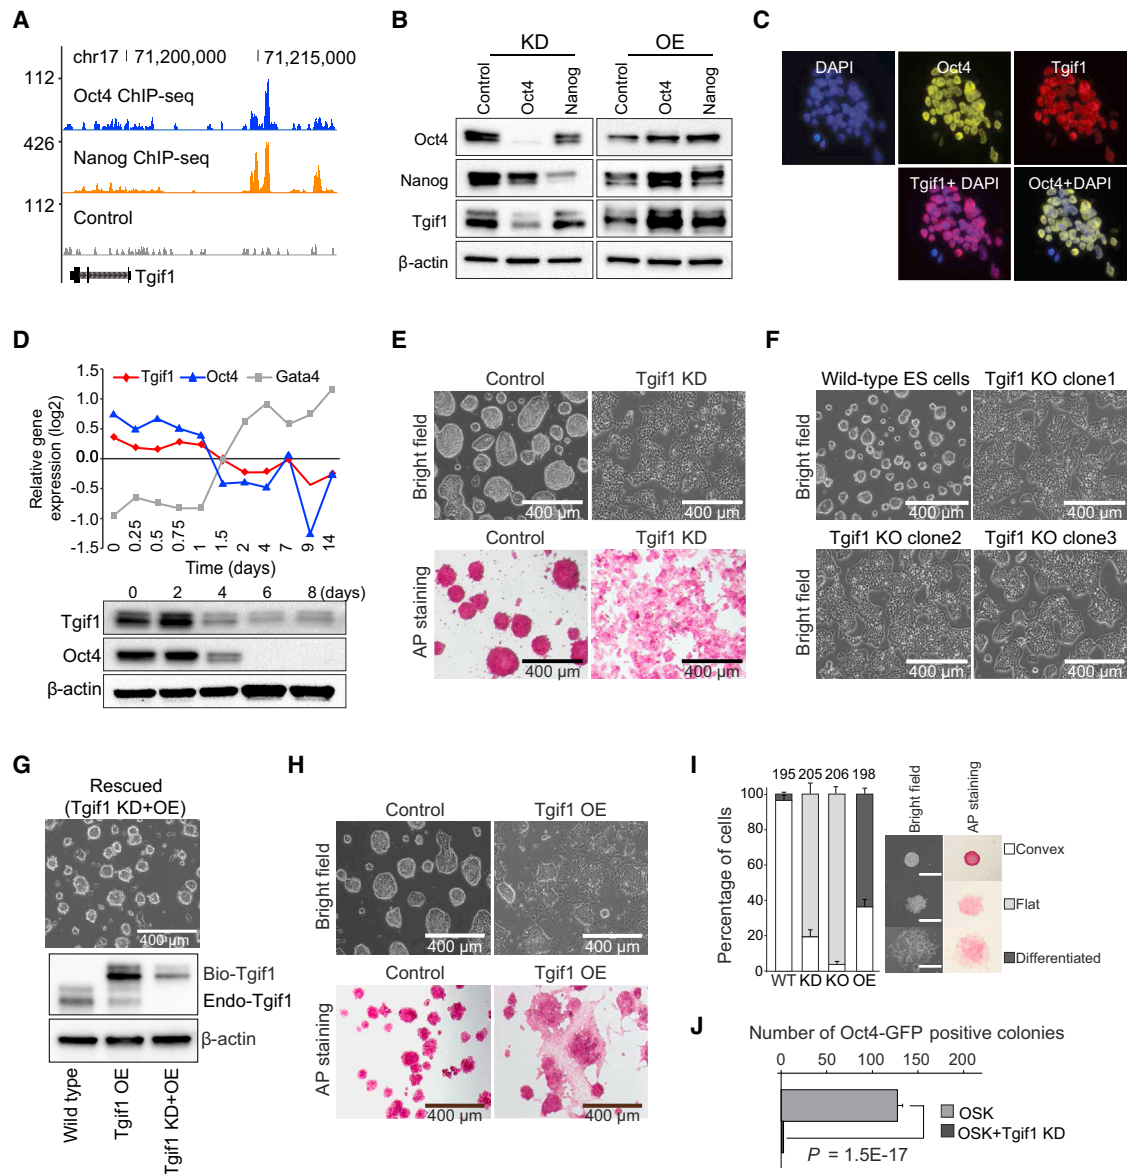 A
chr17 71,200,000 71,215,000
112
Oct4 ChIP-seq
426
Nanog ChIP-seq
112
Control
Tgif1
B
KD OE
Control Oct4 Nanog Control Oct4 Nanog
Oct4
Nanog
Tgif1
β-actin
C
DAPI Oct4 Tgif1
Tgif1+ DAPI Oct4+DAPI
D
Relative gene
expression (log2)
1.5
1.0
0.5
0.0
-0.5
-1.0
-1.5
Tgif1 Oct4 Gata4
0 0.25 0.5 0.75 1 1.5 2 4 7 9 14
Time (days)
0 2 4 6 8 (days)
Tgif1
Oct4
β-actin
E
Control Tgif1 KD
Bright field
400 µm 400 µm
Control Tgif1 KD
AP staining
400 µm 400 µm
F
Wild-type ES cells Tgif1 KO clone1
Bright field
400 µm 400 µm
Tgif1 KO clone2 Tgif1 KO clone3
Bright field
400 µm 400 µm
G
Rescued
(Tgif1 KD+OE)
400 µm
Bio-Tgif1
Endo-Tgif1
β-actin
Wild type Tgif1 OE Tgif1 KD+OE
H
Control Tgif1 OE
Bright field
400 µm 400 µm
Control Tgif1 OE
AP staining
400 µm 400 µm
I
195 205 206 198
Percentage of cells
100
80
60
40
20
0
WT KD KO OE
Bright field AP staining
Convex
Flat
Differentiated
J
Number of Oct4-GFP positive colonies
0 50 100 150 200
OSK
OSK+Tgif1 KD
P = 1.5E-17